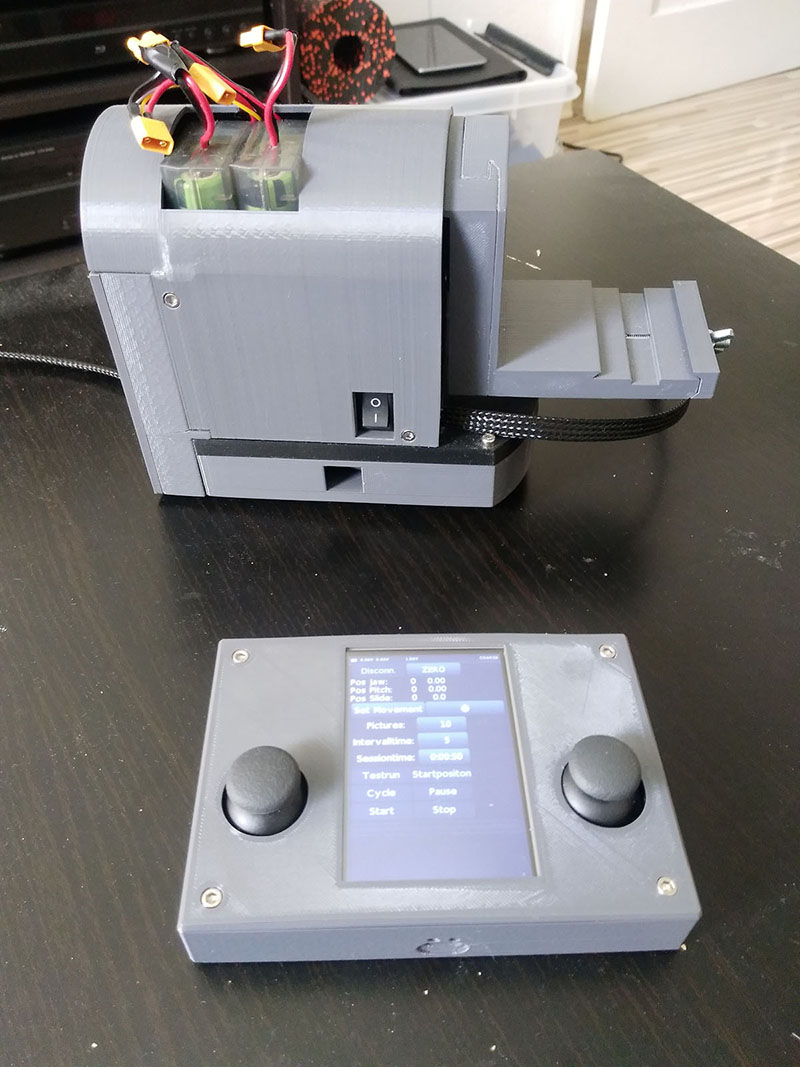 O
I
Disconn. ZERO
Pos Jaw: 0 0.00
Pos Pitch: 0 0.00
Pos Slide: 0 0.0
Set Movement
Pictures: 10
Intervalltime: 5
Sessiontime: 0:00:50
Testrun Startpositon
Cycle Pause
Start Stop